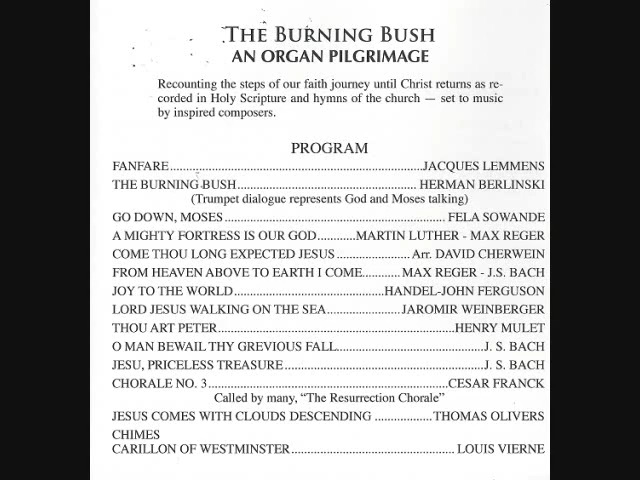 THE BURNING BUSH
AN ORGAN PILGRIMAGE
Recounting the steps of our faith journey until Christ returns as re-
corded in Holy Scripture and hymns of the church — set to music
by inspired composers.
PROGRAM
FANFARE................................................................JACQUES LEMMENS
THE BURNING BUSH............................................. HERMAN BERLINSKI
(Trumpet dialogue represents God and Moses talking)
GO DOWN, MOSES....................................................... FELA SOWANDE
A MIGHTY FORTRESS IS OUR GOD............MARTIN LUTHER - MAX REGER
COME THOU LONG EXPECTED JESUS ...................... Arr. DAVID CHERWEIN
FROM HEAVEN ABOVE TO EARTH I COME............ MAX REGER - J.S. BACH
JOY TO THE WORLD......................................HANDEL-JOHN FERGUSON
LORD JESUS WALKING ON THE SEA...................JAROMIR WEINBERGER
THOU ART PETER............................................................HENRY MULET
O MAN BEWAIL THY GREVIOUS FALL.....................................J. S. BACH
JESU, PRICELESS TREASURE ..................................................J. S. BACH
CHORALE NO. 3............................................................CESAR FRANCK
Called by many, “The Resurrection Chorale”
JESUS COMES WITH CLOUDS DESCENDING .................THOMAS OLIVERS
CHIMES
CARILLON OF WESTMINSTER......................................... LOUIS VIERNE